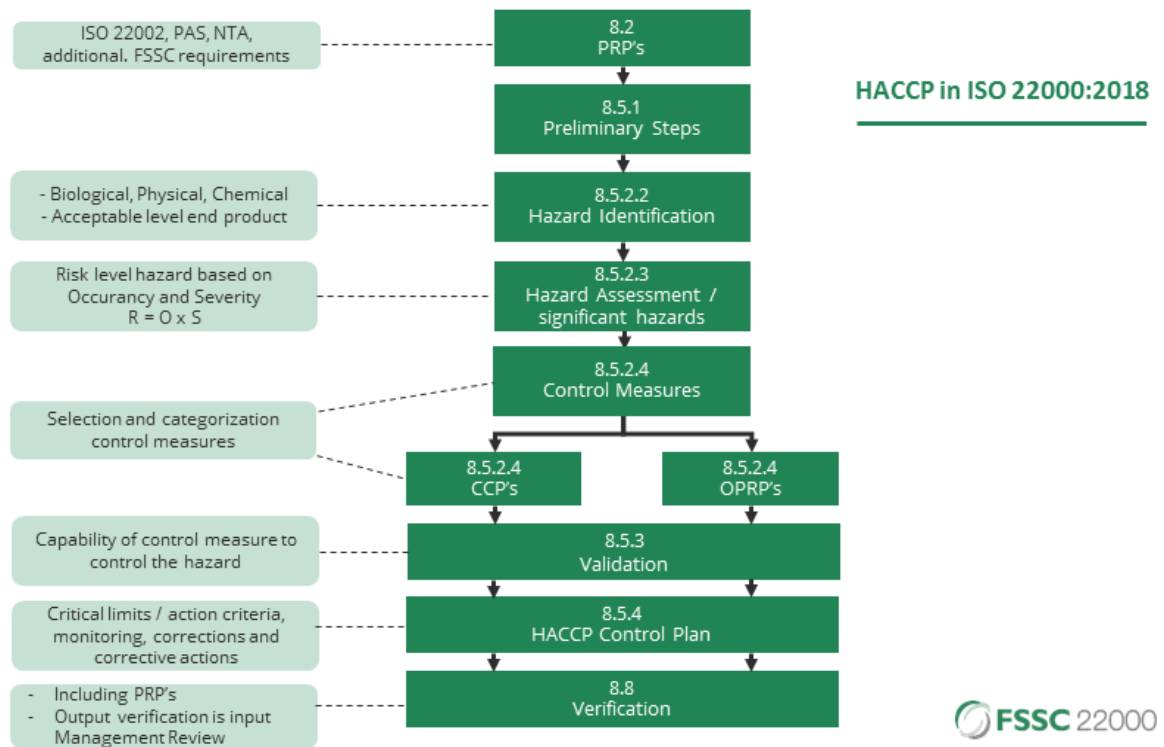 ISO 22002, PAS, NTA,
additional. FSSC requirements
8.2
PRP's
HACCP in ISO 22000:2018
8.5.1
Preliminary Steps
- Biological, Physical, Chemical
- Acceptable level end product
8.5.2.2
Hazard Identification
Risk level hazard based on
Occurancy and Severity
R = O x S
8.5.2.3
Hazard Assessment /
significant hazards
8.5.2.4
Control Measures
Selection and categorization
control measures
8.5.2.4
CCP's
8.5.2.4
OPRP's
Capability of control measure to
control the hazard
8.5.3
Validation
Critical limits / action criteria,
monitoring, corrections and
corrective actions
8.5.4
HACCP Control Plan
- Including PRP's
- Output verification is input
Management Review
8.8
Verification
FSSC 22000